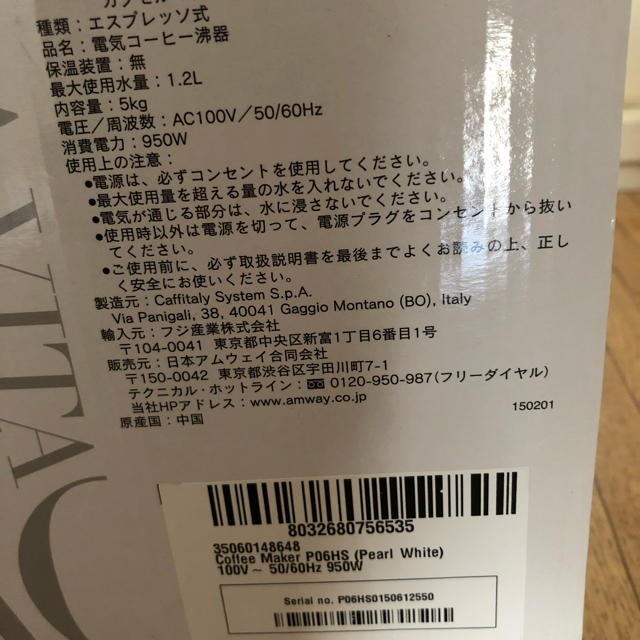 種類：エスプレッソ式
品名：電気コーヒー沸器
保温装置：無
最大使用水量：1.2L
内容量：5kg
電圧／周波数：AC100V／50/60Hz
消費電力：950W
使用上の注意：
●電源は、必ずコンセントを使用してください。
●最大使用量を超える量の水を入れないでください。
●電気が通じる部分は、水に浸さないでください。
●使用時以外は電源を切って、電源プラグをコンセントから抜い
てください。
●ご使用前に、必ず取扱説明書を最後までよくお読みの上、正し
く安全にお使いください。
製造元：Caffitaly System S.p.A.
Via Panigali, 38, 40041 Gaggio Montano (BO), Italy
輸入元：フジ産業株式会社
〒104-0041 東京都中央区新富1丁目6番目1号
販売元：日本アムウェイ合同会社
〒150-0042 東京都渋谷区宇田川町7-1
テクニカル・ホットライン： 0120-950-987(フリーダイヤル)
当社HPアドレス：www.amway.co.jp
150201
原産国：中国
8032680756535
35060148648
Coffee Maker P06HS (Pearl White)
100V ~ 50/60Hz 950W
Serial no. P06HS0150612550